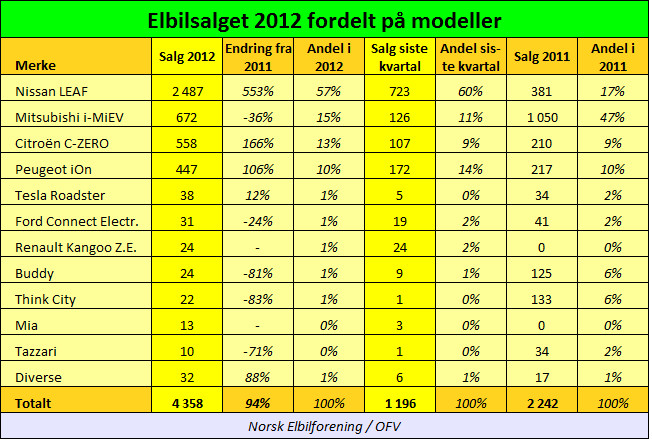 Elbilsalget 2012 fordelt på modeller
Merke Salg 2012 Endring fra 2011 Andel i 2012 Salg siste kvartal Andel sis-te kvartal Salg 2011 Andel i 2011
Nissan LEAF 2 487 553% 57% 723 60% 381 17%
Mitsubishi i-MiEV 672 -36% 15% 126 11% 1 050 47%
Citroën C-ZERO 558 166% 13% 107 9% 210 9%
Peugeot iOn 447 106% 10% 172 14% 217 10%
Tesla Roadster 38 12% 1% 5 0% 34 2%
Ford Connect Electr. 31 -24% 1% 19 2% 41 2%
Renault Kangoo Z.E. 24 - 1% 24 2% 0 0%
Buddy 24 -81% 1% 9 1% 125 6%
Think City 22 -83% 1% 1 0% 133 6%
Mia 13 - 0% 3 0% 0 0%
Tazzari 10 -71% 0% 1 0% 34 2%
Diverse 32 88% 1% 6 1% 17 1%
Totalt 4 358 94% 100% 1 196 100% 2 242 100%
Norsk Elbilforening / OFV